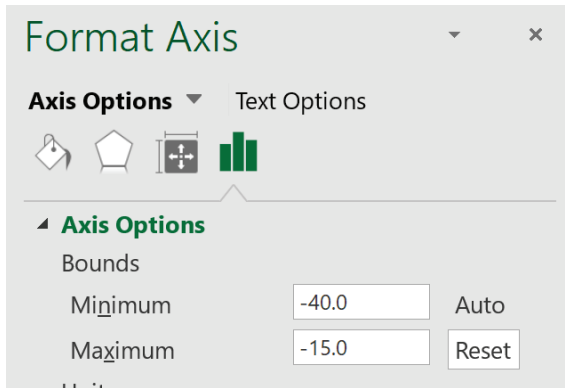 Format Axis
Axis Options Text Options
Axis Options
Bounds
Minimum -40.0 Auto
Maximum -15.0 Reset